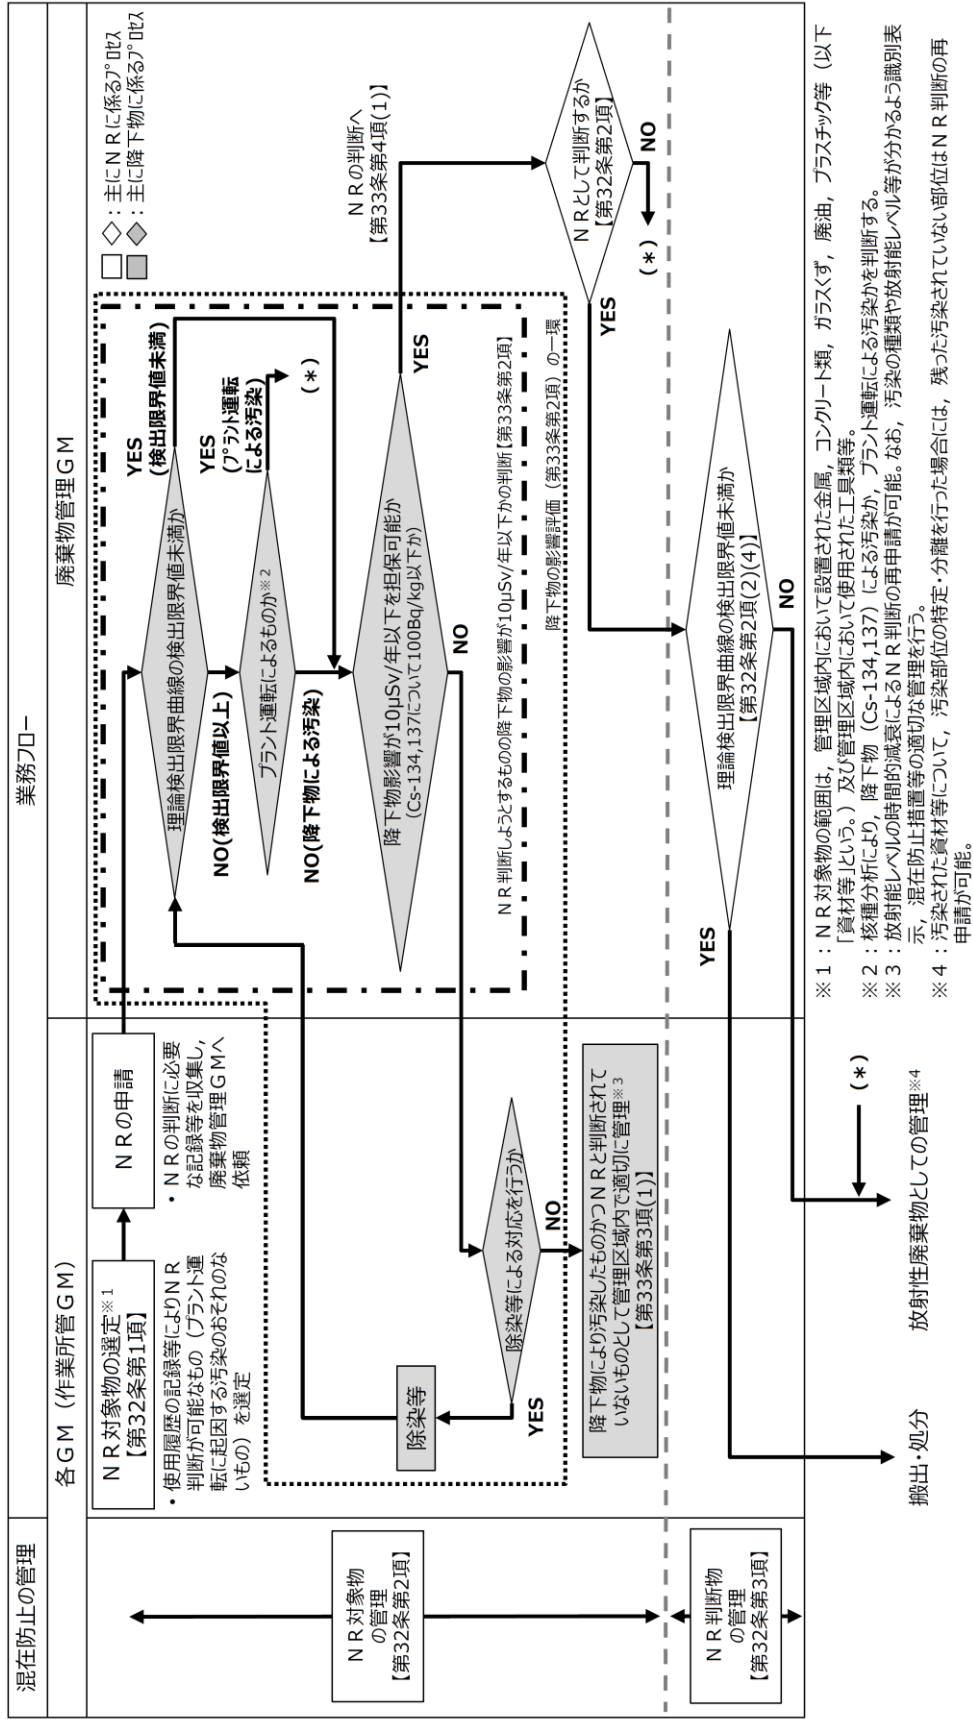 混在防止の管理
業務フロー
各ＧＭ（作業所管ＧＭ）
廃棄物管理ＧＭ
ＮＲ対象物
の管理
【第32条第2項】
ＮＲ判断物
の管理
【第32条第3項】
ＮＲ対象物の選定※1
【第32条第1項】
・使用履歴の記録等によりＮＲ
判断が可能なもの（プラント運
転に起因する汚染のおそれのな
いもの）を選定
ＮＲの申請
・ＮＲの判断に必要
な記録等を収集し，
廃棄物管理ＧＭへ
依頼
□◇：主にＮＲに係るプロセス
■◆：主に降下物に係るプロセス
理論検出限界曲線の検出限界値未満か
YES
(検出限界値未満)
NO(検出限界値以上)
プラント運転によるものか※2
YES
(プラント運転
による汚染)
(＊)
NO(降下物による汚染)
降下物影響が10μSv/年以下を担保可能か
(Cs-134,137について100Bq/kg以下か)
YES
NO
ＮＲ判断しようとするものの降下物の影響が10μSv/年以下かの判断【第33条第2項】
降下物の影響評価（第33条第2項）の一環
除染等
除染等による対応を行うか
YES
NO
降下物により汚染したものかつＮＲと判断されて
いないものとして管理区域内で適切に管理※3
【第33条第3項(1)】
ＮＲの判断へ
【第33条第4項(1)】
ＮＲとして判断するか
【第32条第2項】
YES
NO
(＊)
理論検出限界曲線の検出限界値未満か
【第32条第2項(2)(4)】
YES
NO
(＊)
搬出・処分
放射性廃棄物としての管理※4
※1：ＮＲ対象物の範囲は，管理区域内において設置された金属，コンクリート類，ガラスくず，廃油，プラスチック等（以下
「資材等」という。）及び管理区域内において使用された工具類等。
※2：核種分析により，降下物（Cs-134,137）による汚染か，プラント運転による汚染かを判断する。
※3：放射能レベルの時間的減衰によるＮＲ判断の再申請が可能。なお，汚染の種類や放射能レベル等が分かるよう識別表
示，混在防止措置等の適切な管理を行う。
※4：汚染された資材等について，汚染部位の特定・分離を行った場合には，残った汚染されていない部位はＮＲ判断の再
申請が可能。